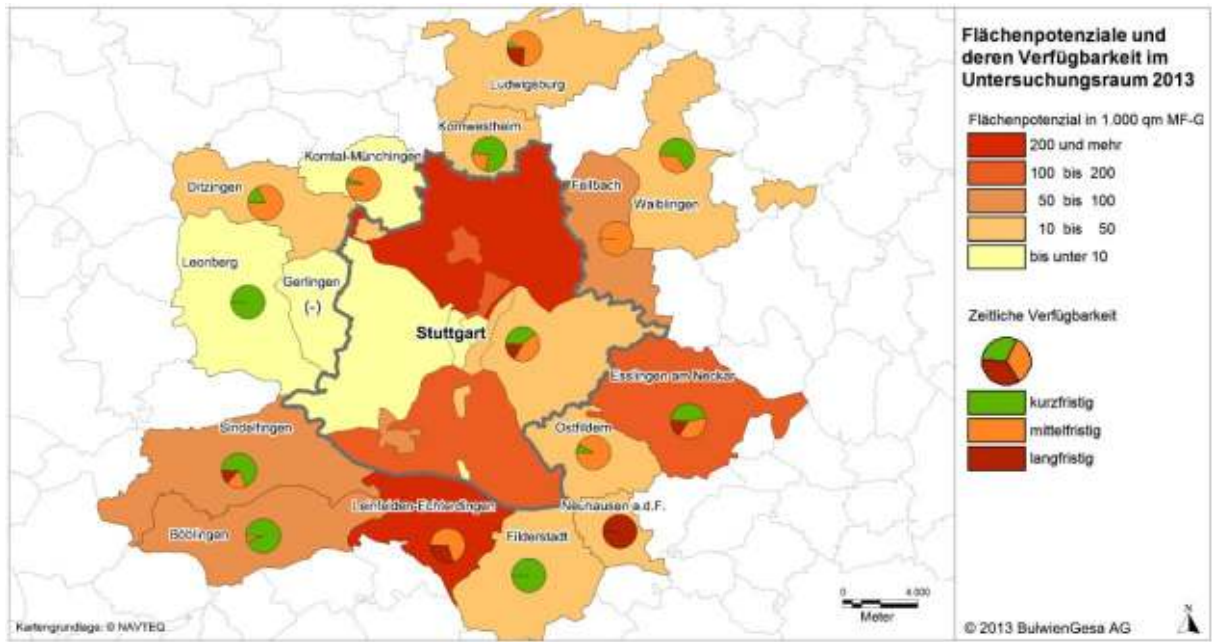 Flächenpotenziale und
deren Verfügbarkeit im
Untersuchungsraum 2013
Flächenpotenzial in 1.000 qm MF-G
200 und mehr
100 bis 200
50 bis 100
10 bis 50
bis unter 10
Zeitliche Verfügbarkeit
kurzfristig
mittelfristig
langfristig
Ludwigsburg
Kornwestheim
Korntal-Münchingen
Ditzingen
Fellbach
Waiblingen
Leonberg
Gerlingen
(-)
Stuttgart
Esslingen am Neckar
Sindelfingen
Ostfildern
Leinfelden-Echterdingen
Neuhausen a.d.F.
Böblingen
Filderstadt
0 4.000
Meter
N
Kartengrundlage: © NAVTEQ
© 2013 BulwienGesa AG